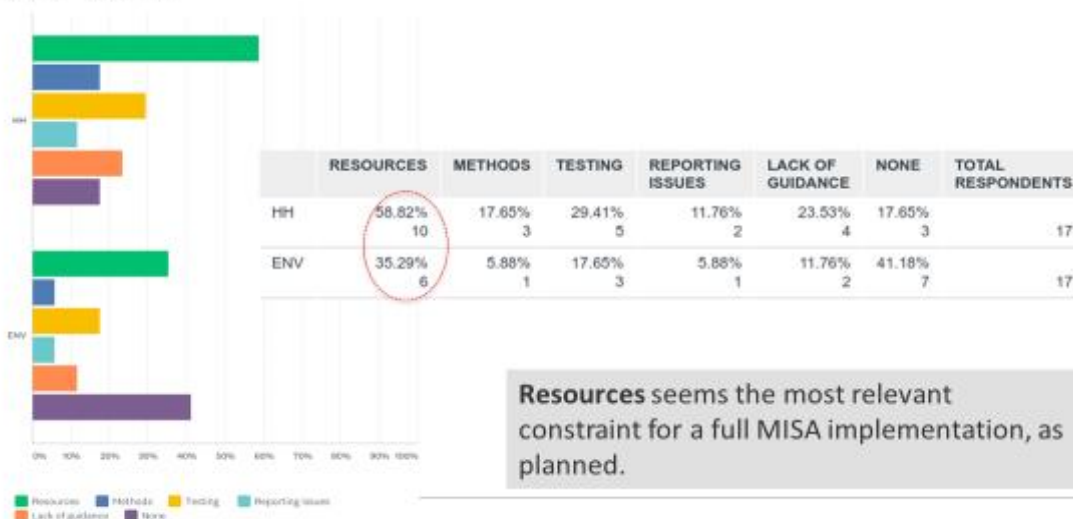 HH
ENV
0% 10% 20% 30% 40% 50% 60% 70% 80% 90% 100%
Resources Methods Testing Reporting issues
Lack of guidance None
RESOURCES METHODS TESTING REPORTING ISSUES LACK OF GUIDANCE NONE TOTAL RESPONDENTS
HH 58.82% 17.65% 29.41% 11.76% 23.53% 17.65%
10 3 5 2 4 3 17
ENV 35.29% 5.88% 17.65% 5.88% 11.76% 41.18%
6 1 3 1 2 7 17
Resources seems the most relevant
constraint for a full MISA implementation, as
planned.